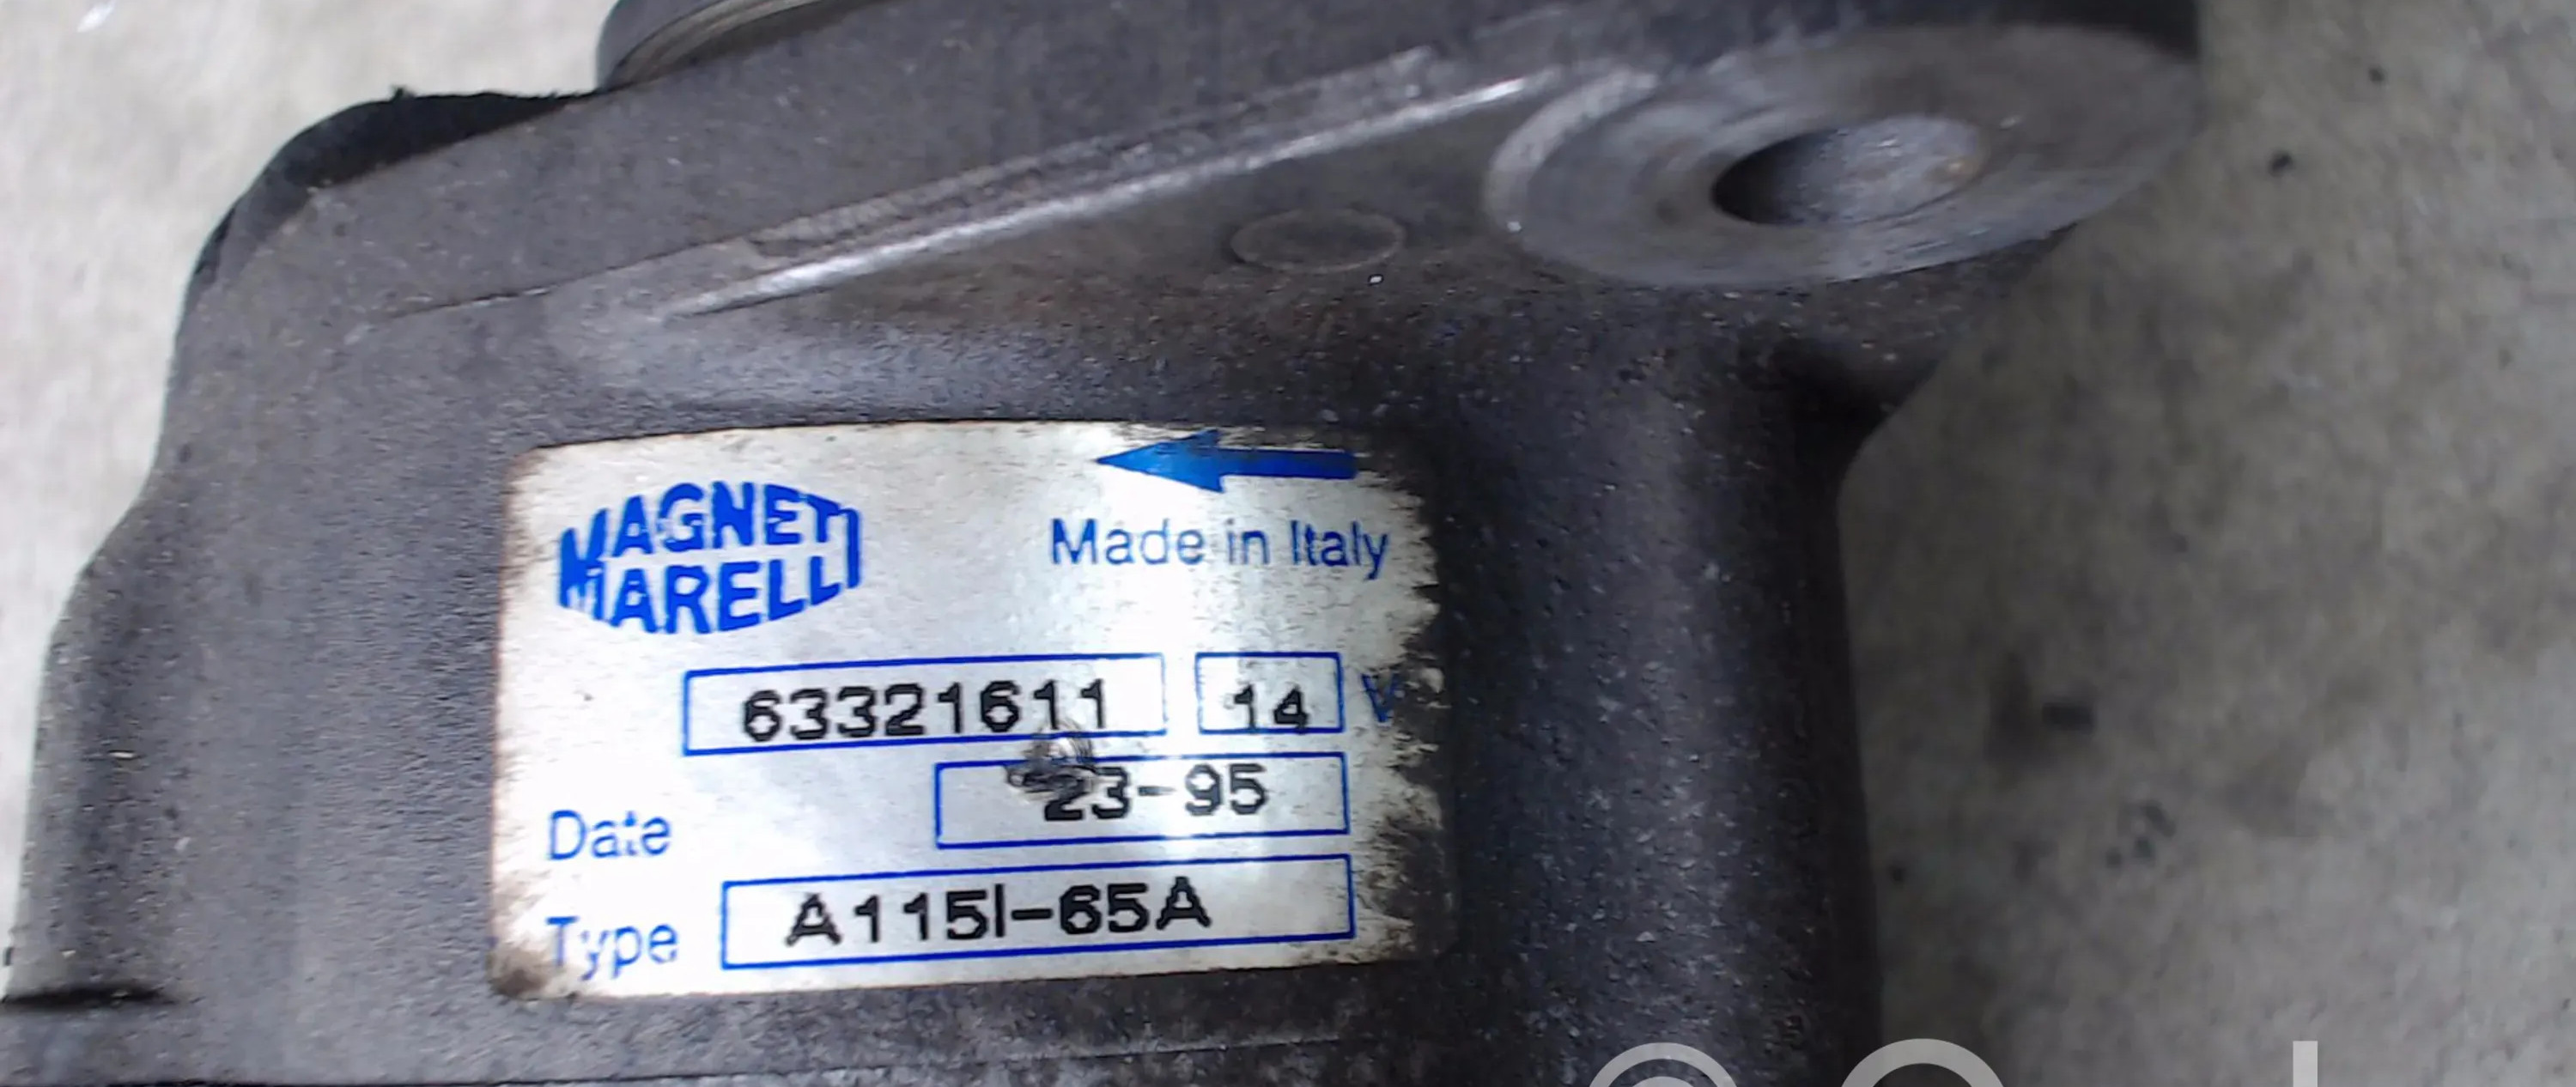 MAGNETI
MARELLI
Made in Italy
63321611 14 V
Date 23-95
Type A115I-65A